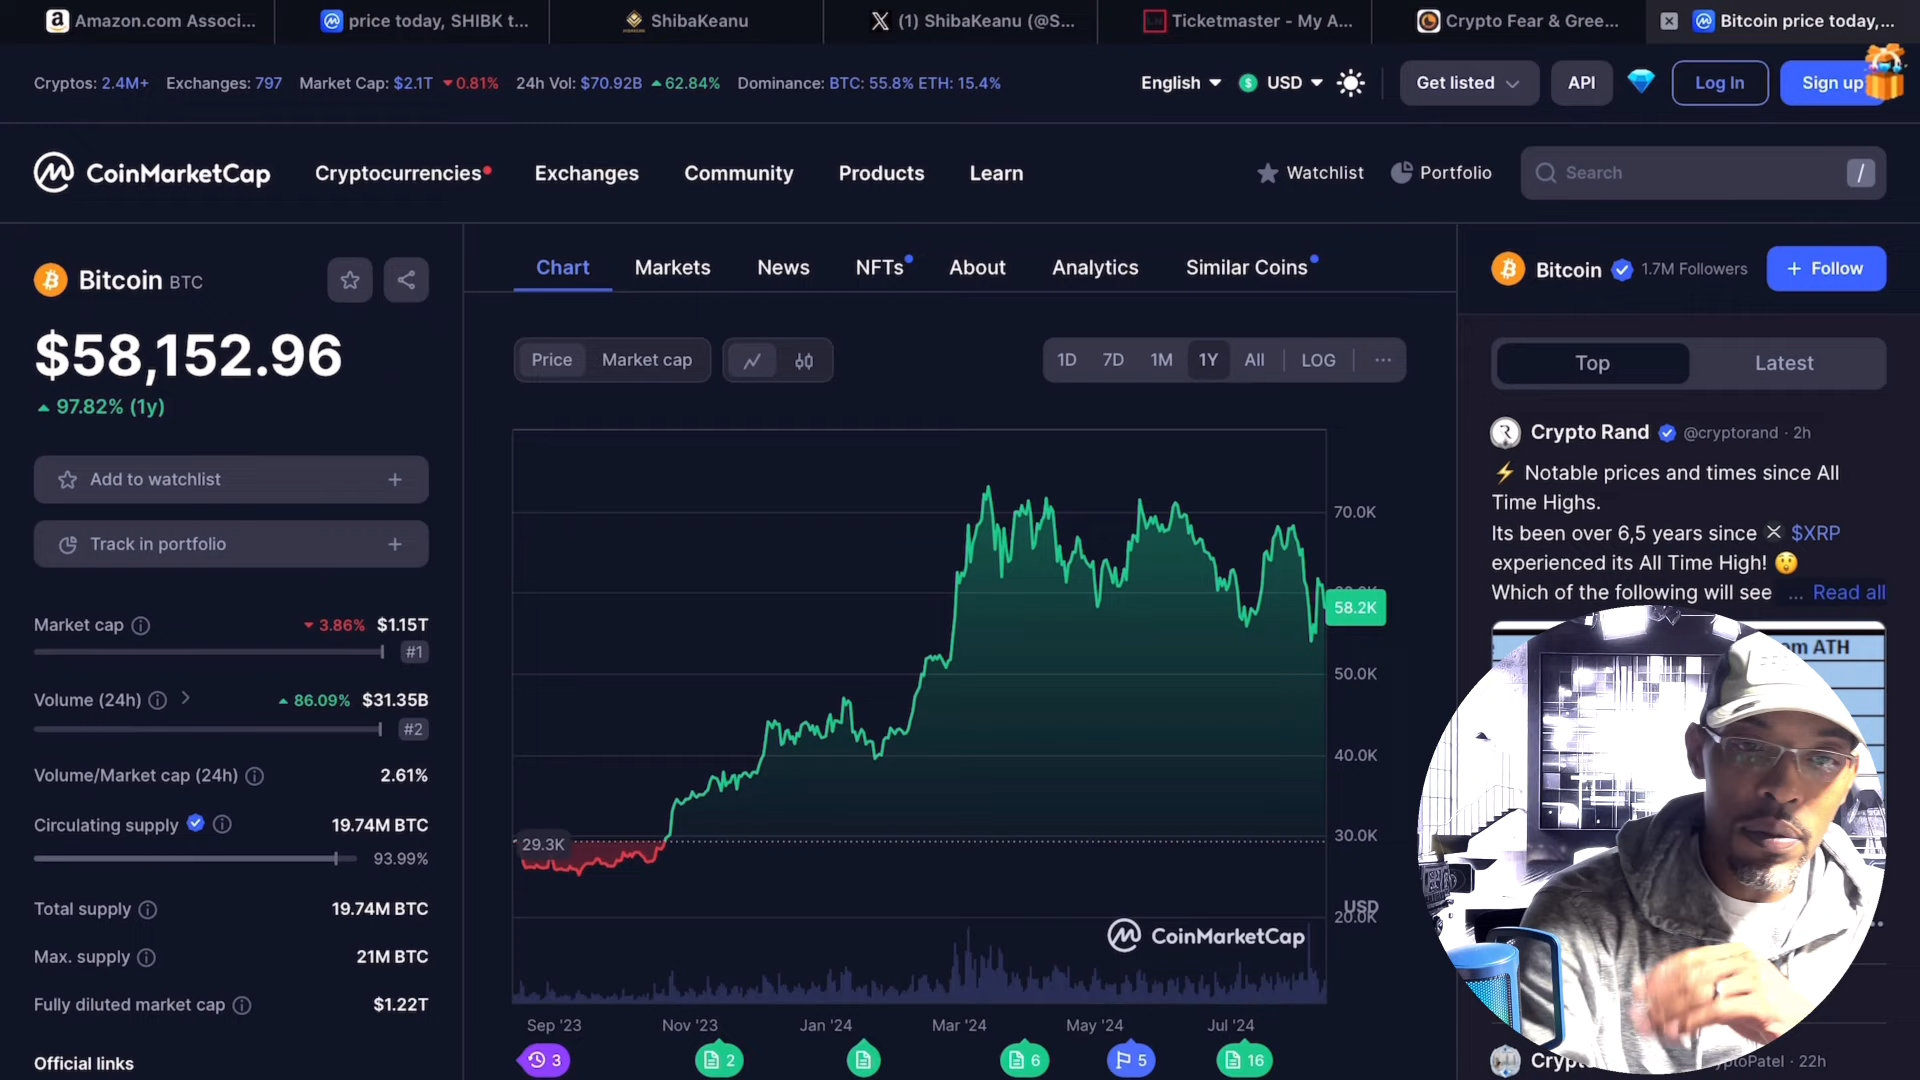 Amazon.com Associ...
price today, SHIBK t...
ShibaKeanu
(1) ShibaKeanu (@S...
Ticketmaster - My A...
Crypto Fear & Gree...
Bitcoin price today,...
Cryptos: 2.4M+ Exchanges: 797 Market Cap: $2.1T 0.81% 24h Vol: $70.92B 62.84% Dominance: BTC: 55.8% ETH: 15.4%
English USD Get listed API Log In Sign up
CoinMarketCap Cryptocurrencies Exchanges Community Products Learn
Watchlist Portfolio Search /
Bitcoin BTC
$58,152.96
97.82% (1y)
Add to watchlist +
Track in portfolio +
Market cap 3.86% $1.15T
#1
Volume (24h) 86.09% $31.35B
#2
Volume/Market cap (24h) 2.61%
Circulating supply 19.74M BTC
93.99%
Total supply 19.74M BTC
Max. supply 21M BTC
Fully diluted market cap $1.22T
Official links
Chart Markets News NFTs About Analytics Similar Coins
Price Market cap
1D 7D 1M 1Y All LOG ...
70.0K
58.2K
50.0K
40.0K
30.0K
29.3K
USD
20.0K
CoinMarketCap
Sep '23 Nov '23 Jan '24 Mar '24 May '24 Jul '24
3 2 6 5 16
Bitcoin 1.7M Followers + Follow
Top Latest
Crypto Rand @cryptorand · 2h
⚡ Notable prices and times since All
Time Highs.
Its been over 6,5 years since $XRP
experienced its All Time High! 😲
Which of the following will see ... Read all
ATH
yptoPatel · 22h